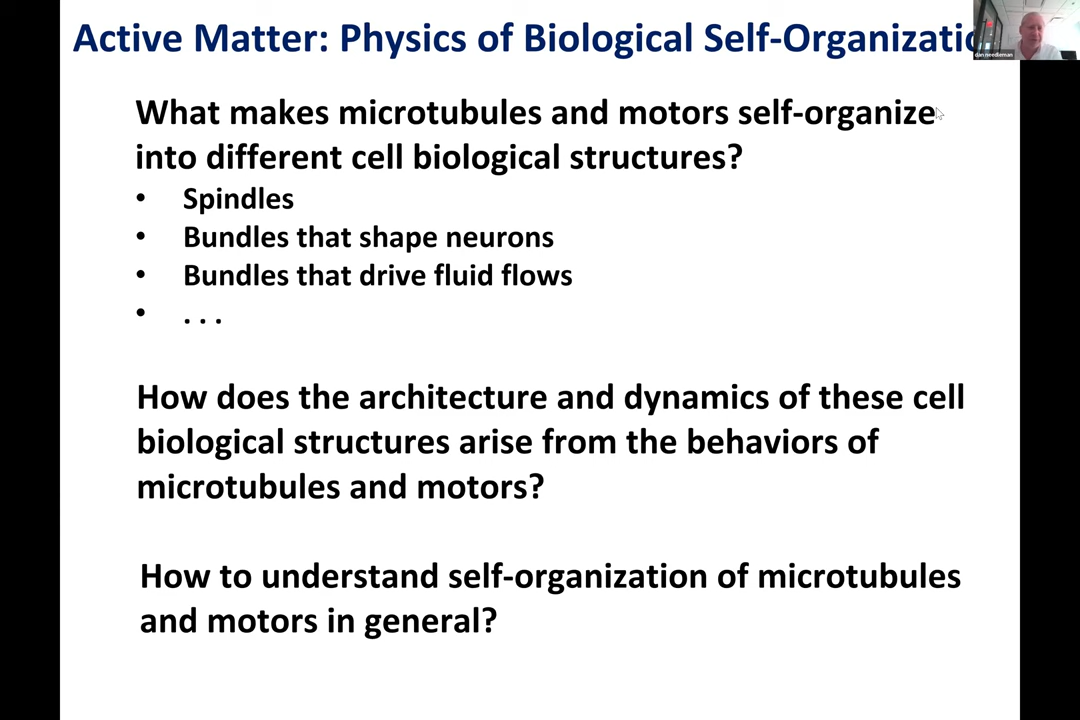 Active Matter: Physics of Biological Self-Organizatio
dan needleman
What makes microtubules and motors self-organize
into different cell biological structures?
• Spindles
• Bundles that shape neurons
• Bundles that drive fluid flows
• . . .
How does the architecture and dynamics of these cell
biological structures arise from the behaviors of
microtubules and motors?
How to understand self-organization of microtubules
and motors in general?